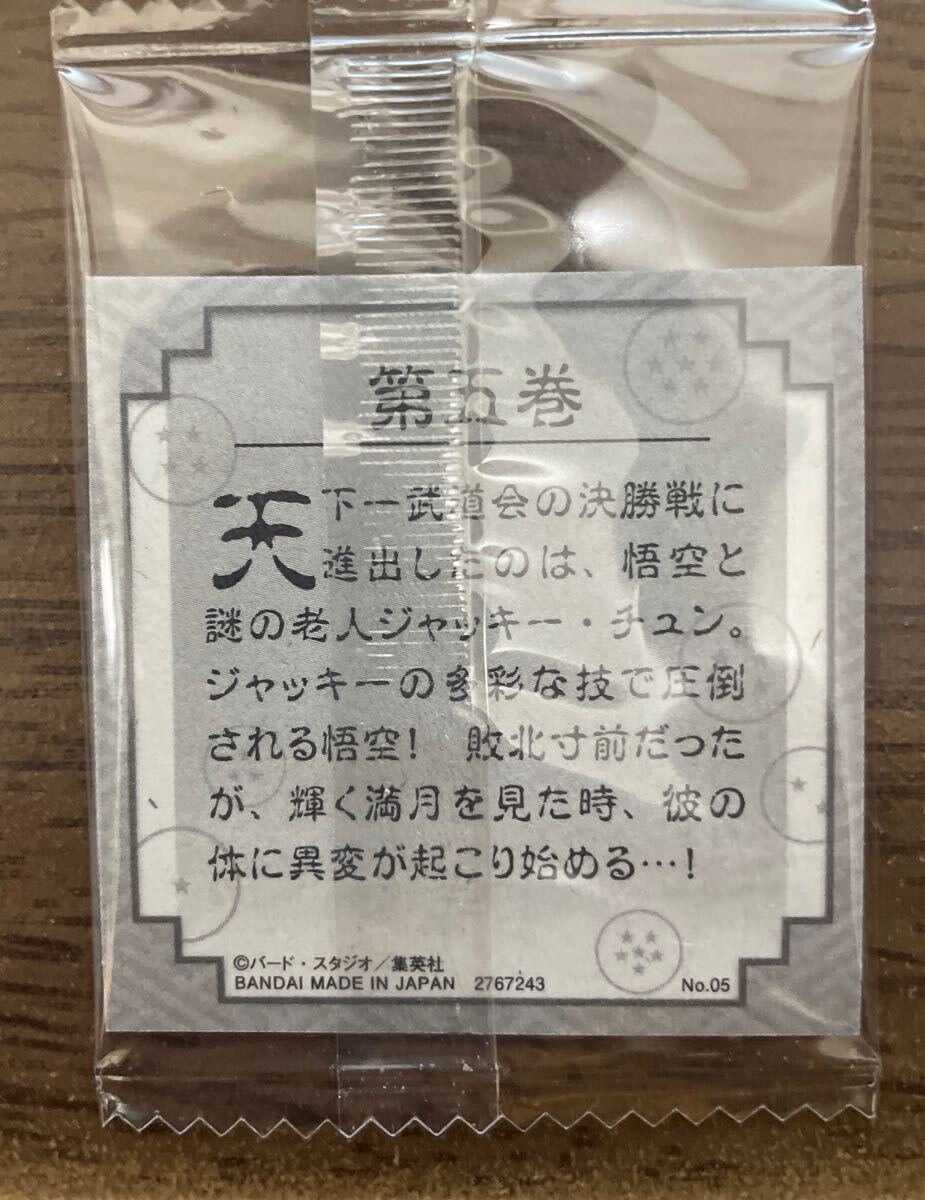 第五巻
天下一武道会の決勝戦に
進出したのは、悟空と
謎の老人ジャッキー・チュン。
ジャッキーの多彩な技で圧倒
される悟空! 敗北寸前だった
が、輝く満月を見た時、彼の
体に異変が起こり始める…!
©バード・スタジオ/集英社
BANDAI MADE IN JAPAN 2767243 No.05